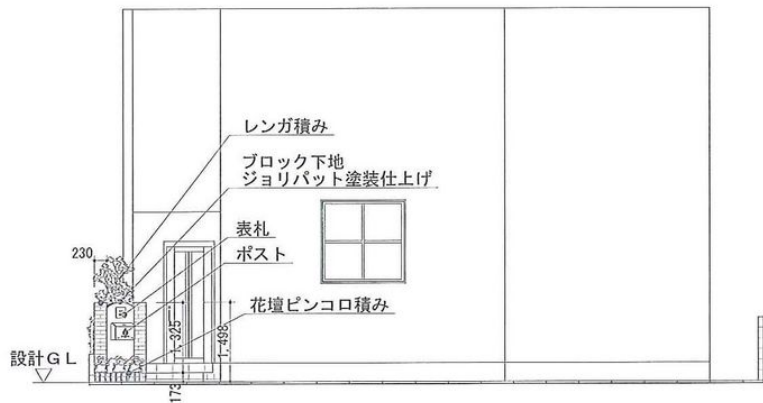 レンガ積み
ブロック下地
ジョリパット塗装仕上げ
表札
230
ポスト
花壇ピンコロ積み
1,325
1,498
設計GL
173